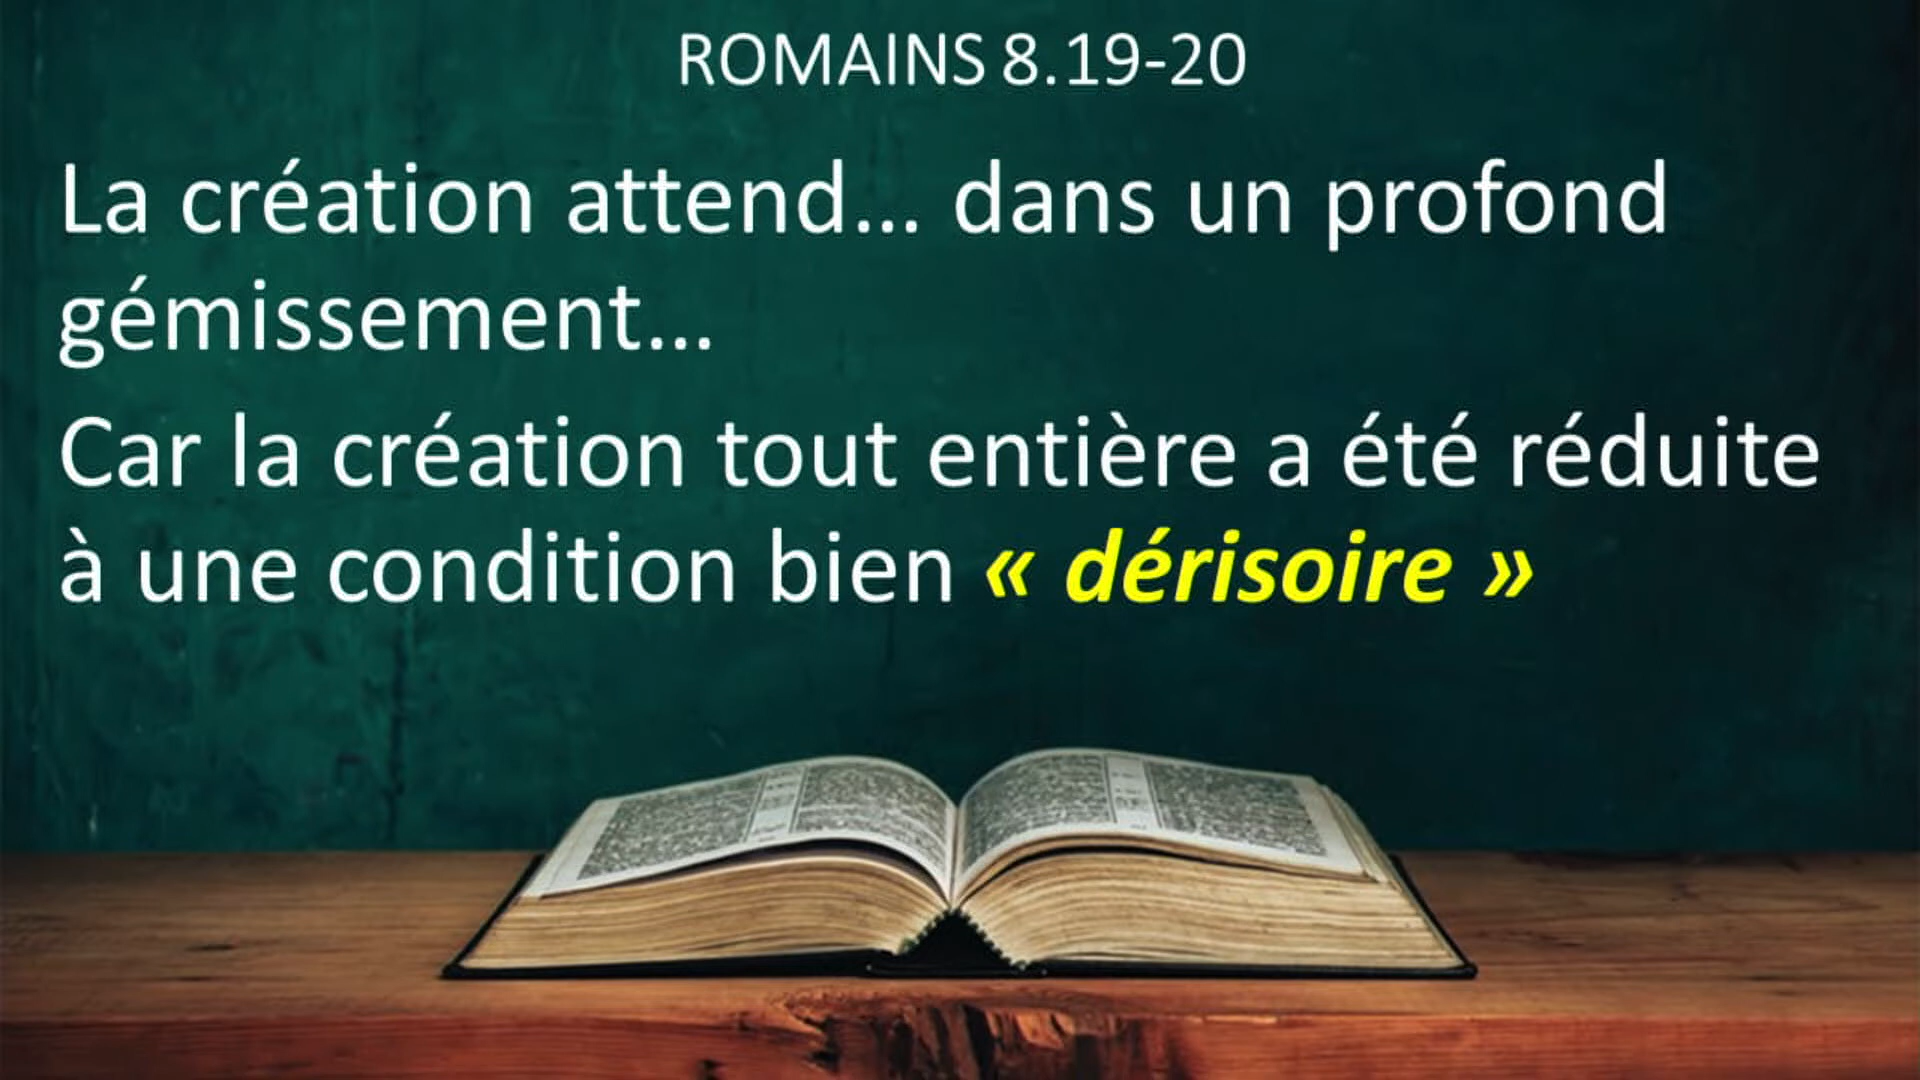 ROMAINS 8.19-20
La création attend... dans un profond
gémissement...
Car la création tout entière a été réduite
à une condition bien « dérisoire »